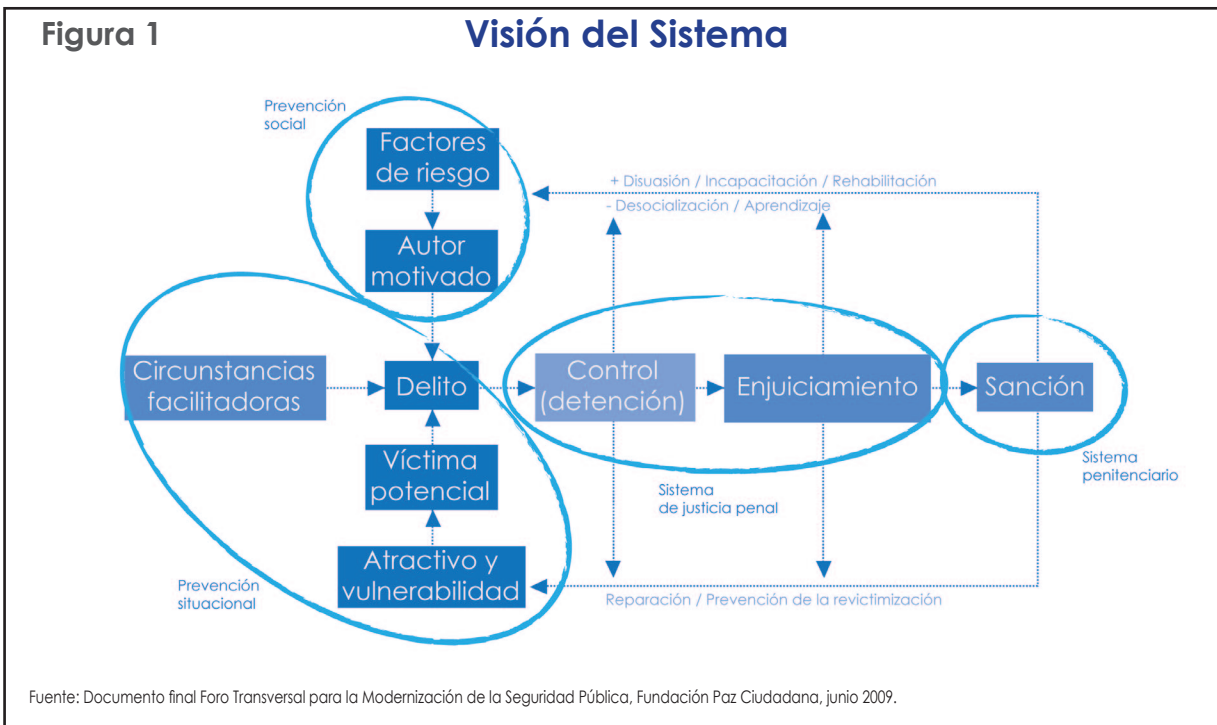 Figura 1
Visión del Sistema
Prevención
social
Factores
de riesgo
+ Disuasión / Incapacitación / Rehabilitación
- Desocialización / Aprendizaje
Autor
motivado
Circunstancias
facilitadoras
Delito
Control
(detención)
Enjuiciamiento
Sanción
Víctima
potencial
Sistema
de justicia penal
Sistema
penitenciario
Atractivo y
vulnerabilidad
Prevención
situacional
Reparación / Prevención de la revictimización
Fuente: Documento final Foro Transversal para la Modernización de la Seguridad Pública, Fundación Paz Ciudadana, junio 2009.